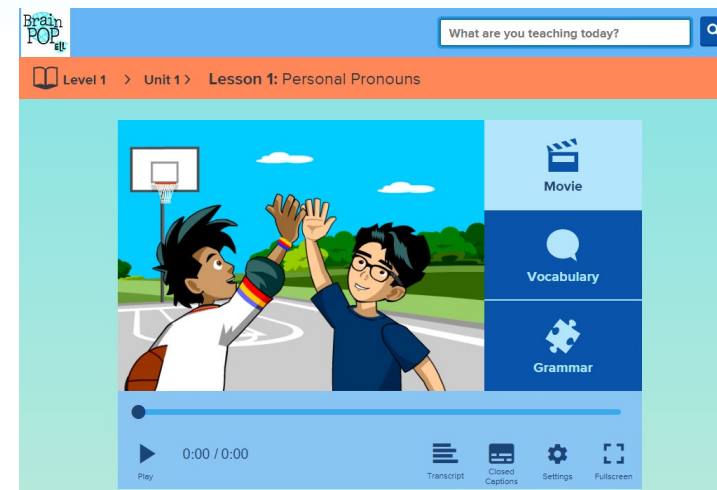 Brain
POP
ELL
What are you teaching today?
Level 1 > Unit 1 > Lesson 1: Personal Pronouns
Movie
Vocabulary
Grammar
0:00 / 0:00
Play
Transcript
Closed
Captions
Settings
Fullscreen